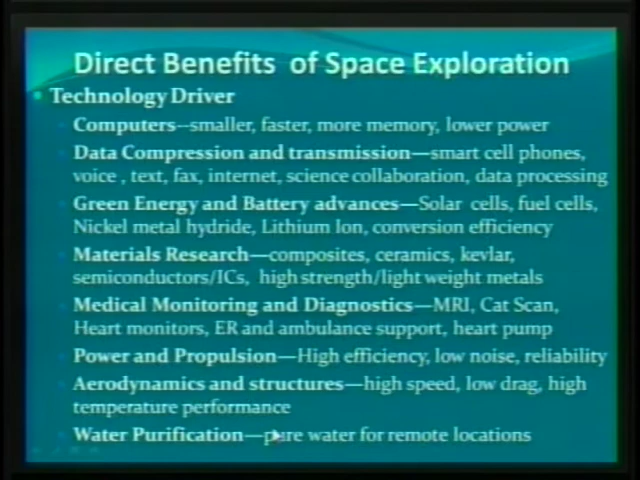 Direct Benefits of Space Exploration
• Technology Driver
Computers--smaller, faster, more memory, lower power
Data Compression and transmission—smart cell phones,
voice , text, fax, internet, science collaboration, data processing
Green Energy and Battery advances—Solar cells, fuel cells,
Nickel metal hydride, Lithium Ion, conversion efficiency
Materials Research—composites, ceramics, kevlar,
semiconductors/ICs, high strength/light weight metals
Medical Monitoring and Diagnostics—MRI, Cat Scan,
Heart monitors, ER and ambulance support, heart pump
Power and Propulsion—High efficiency, low noise, reliability
Aerodynamics and structures—high speed, low drag, high
temperature performance
Water Purification—pure water for remote locations